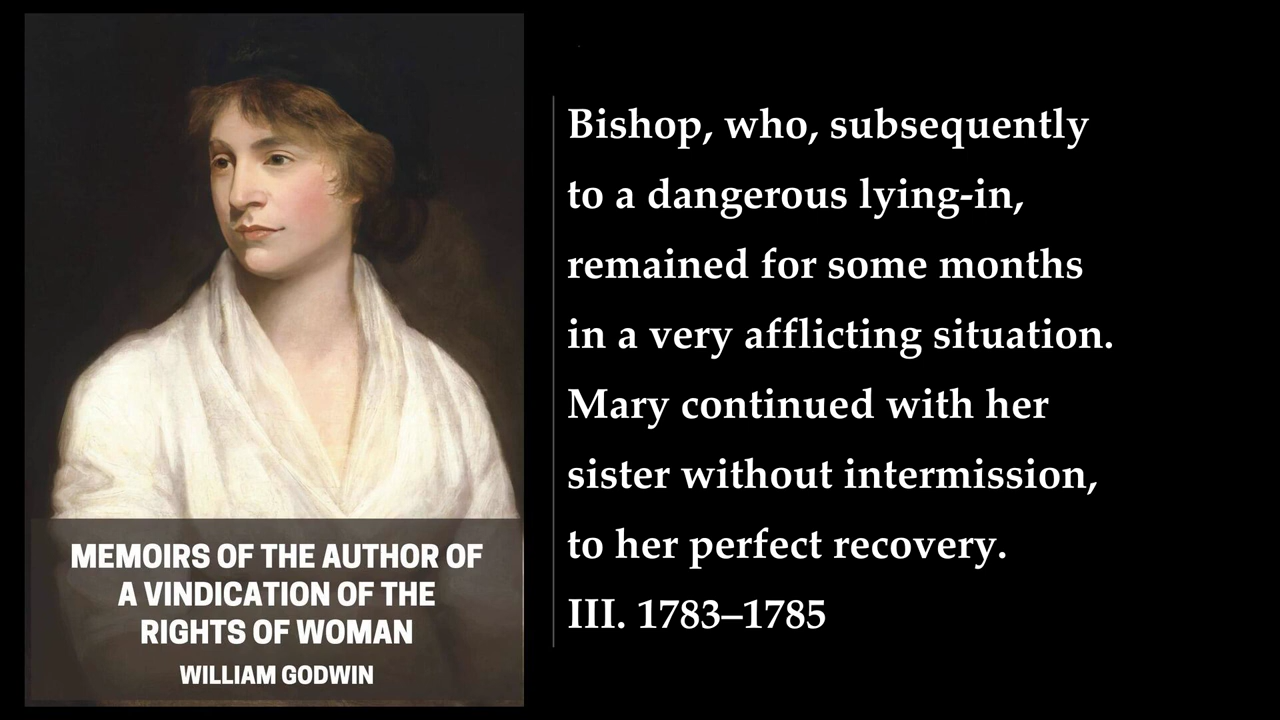 MEMOIRS OF THE AUTHOR OF
A VINDICATION OF THE
RIGHTS OF WOMAN
WILLIAM GODWIN
Bishop, who, subsequently
to a dangerous lying-in,
remained for some months
in a very afflicting situation.
Mary continued with her
sister without intermission,
to her perfect recovery.
III. 1783–1785